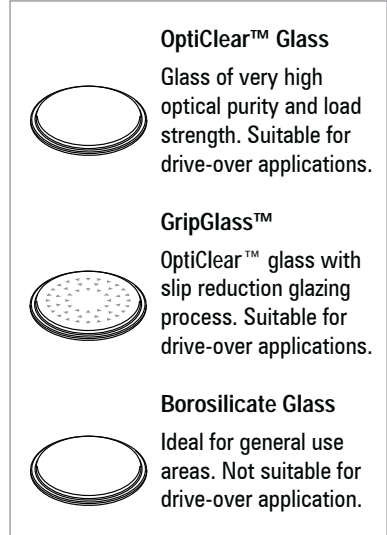 OptiClear™ Glass
Glass of very high
optical purity and load
strength. Suitable for
drive-over applications.
GripGlass™
OptiClear™ glass with
slip reduction glazing
process. Suitable for
drive-over applications.
Borosilicate Glass
Ideal for general use
areas. Not suitable for
drive-over application.